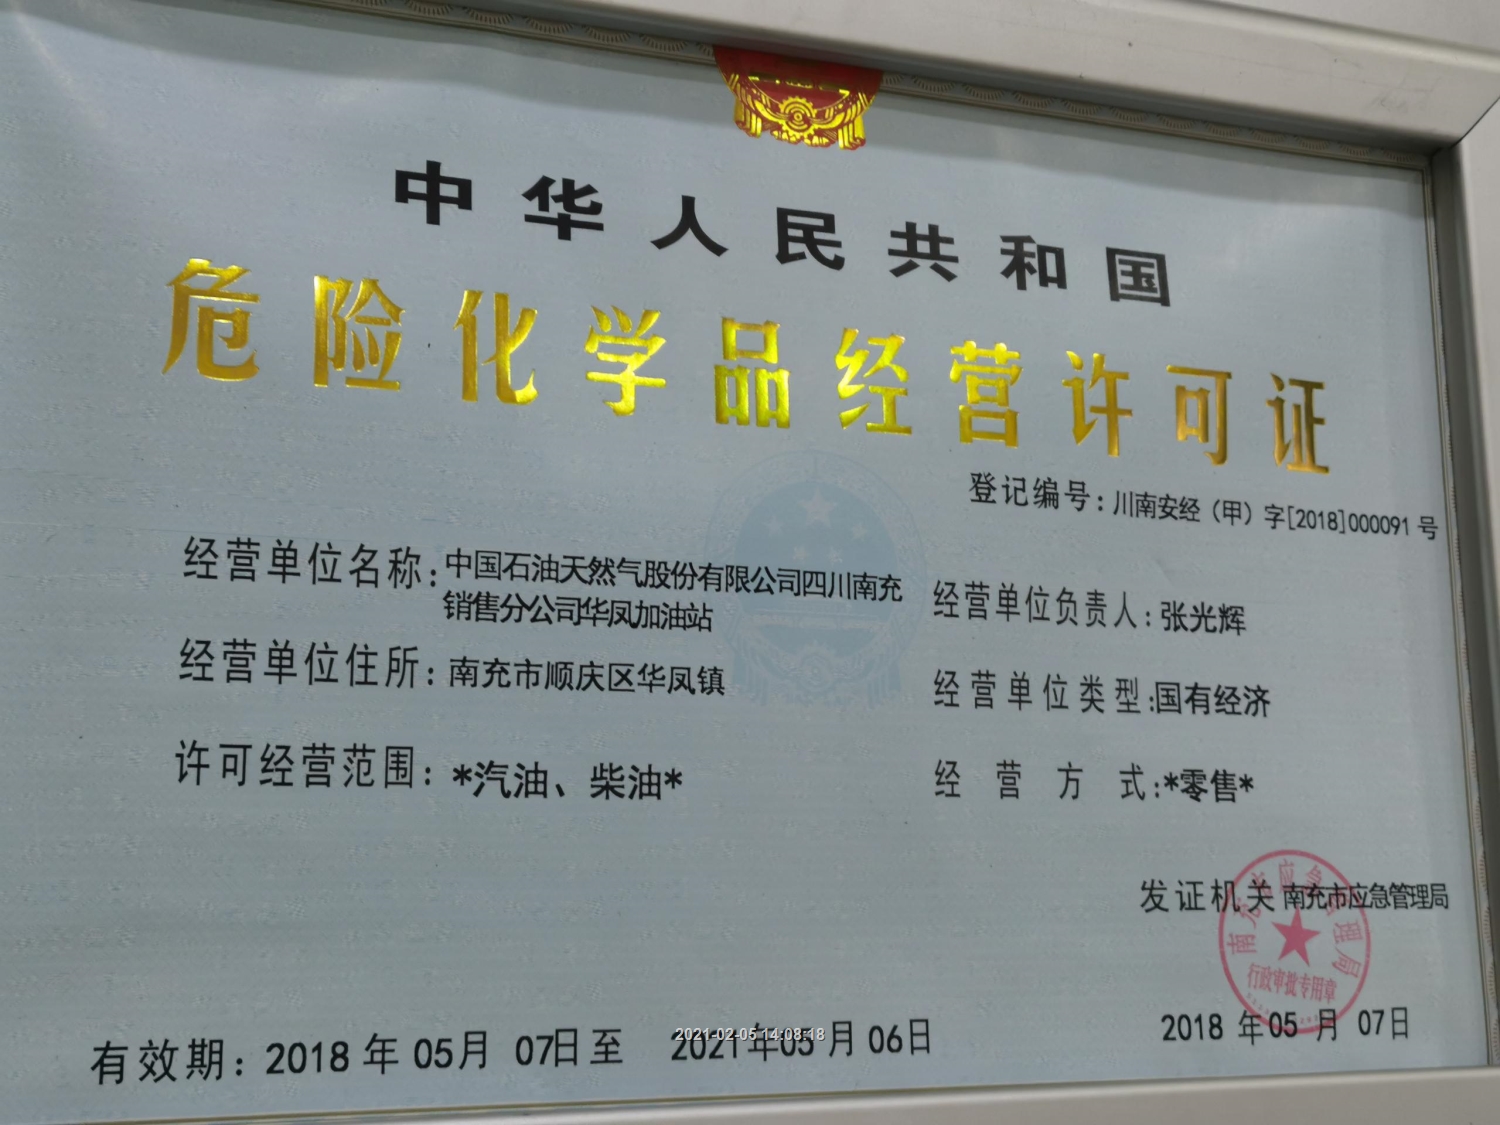 中华人民共和国
危险化学品经营许可证
登记编号：川南安经（甲）字[2018]000091号
经营单位名称：中国石油天然气股份有限公司四川南充
销售分公司华凤加油站
经营单位负责人：张光辉
经营单位住所：南充市顺庆区华凤镇
经营单位类型：国有经济
许可经营范围：*汽油、柴油*
经营方式：*零售*
发证机关 南充市应急管理局
南充市应急管理局
行政审批专用章
2018年05月07日
有效期：2018年05月07日至 2021年05月06日
2021-02-05 14:08:18